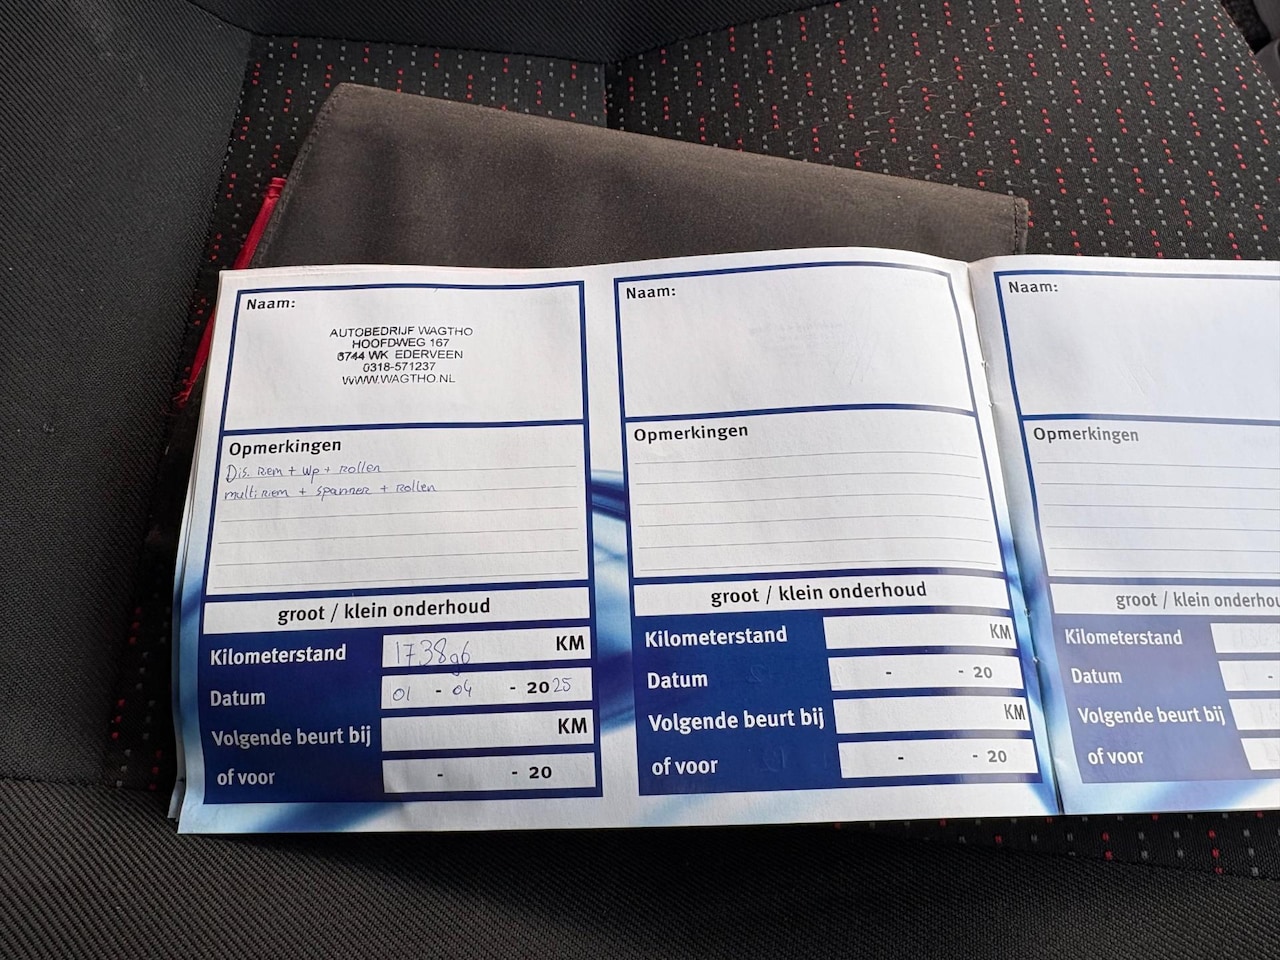 Naam:
AUTOBEDRIJF WAGTHO
HOOFDWEG 167
6744 WK EDERVEEN
0318-571237
WWW.WAGTHO.NL
Opmerkingen
Dis. Riem + wp + Rollen
multi riem + spanner + Rollen
groot / klein onderhoud
Kilometerstand 173896 KM
Datum 01 - 04 - 2025
Volgende beurt bij KM
of voor - - 20
Naam:
Opmerkingen
groot / klein onderhoud
Kilometerstand KM
Datum - - 20
Volgende beurt bij KM
of voor - - 20
Naam:
Opmerkingen
groot / klein onderhou
Kilometerstand
Datum -
Volgende beurt bij
of voor -